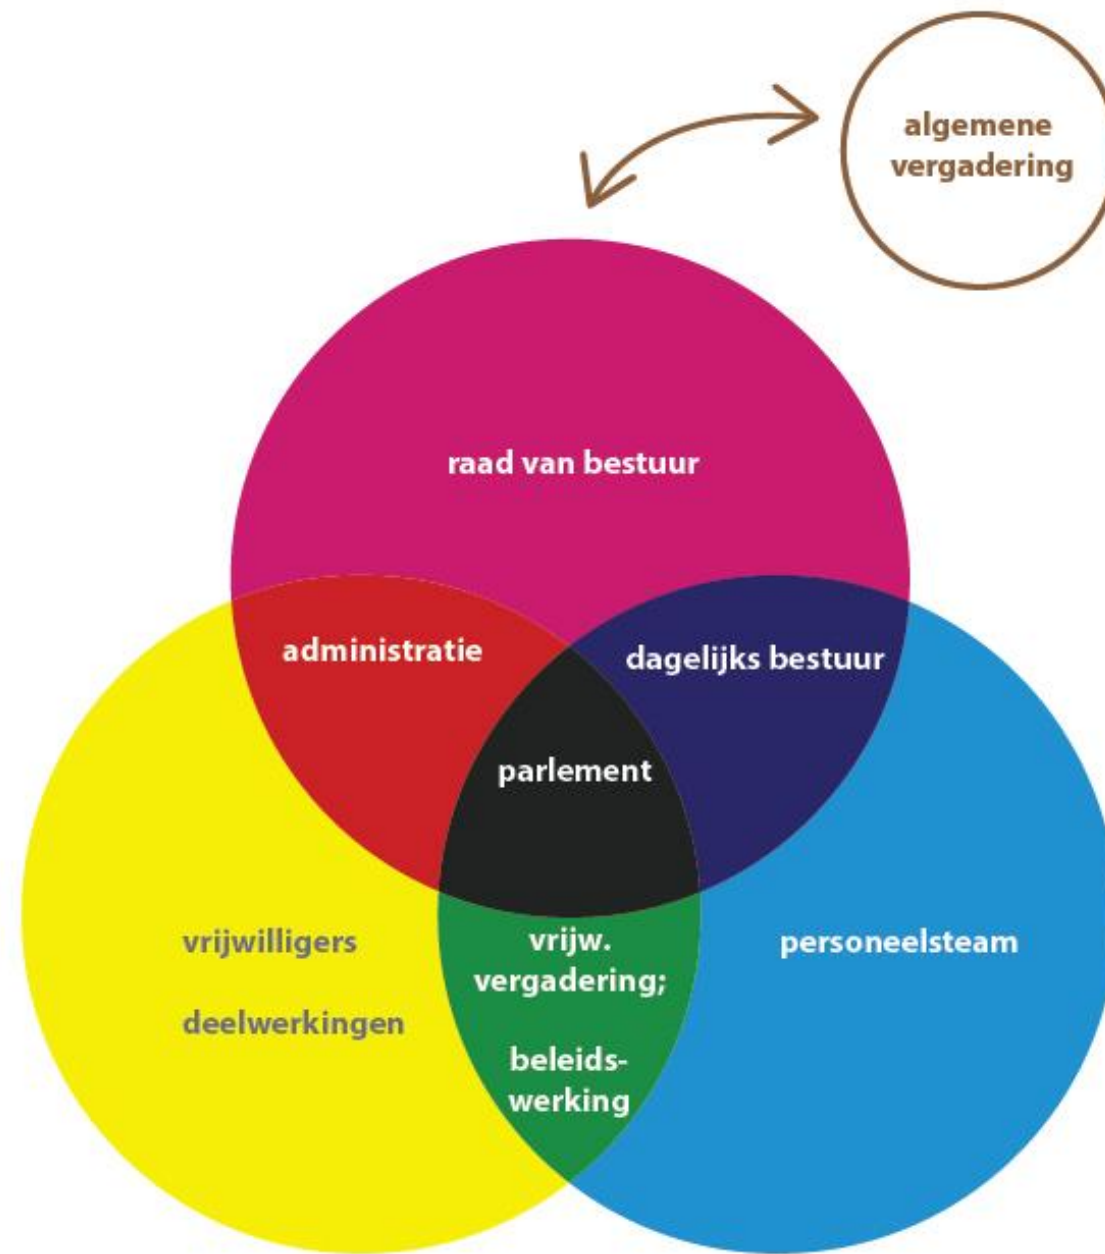 algemene
vergadering
raad van bestuur
administratie
dagelijks bestuur
parlement
vrijwilligers
deelwerkingen
vrijw.
vergadering;
beleids-
werking
personeelsteam